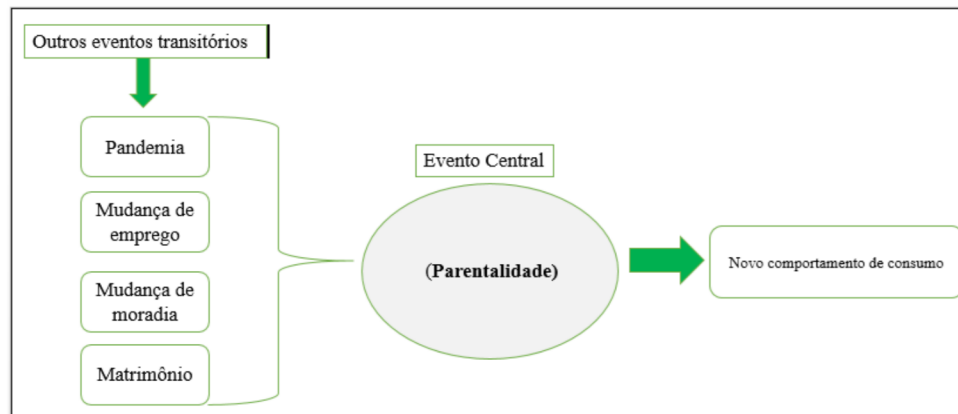 Outros eventos transitórios
Pandemia
Mudança de
emprego
Mudança de
moradia
Matrimônio
Evento Central
(Parentalidade)
Novo comportamento de consumo